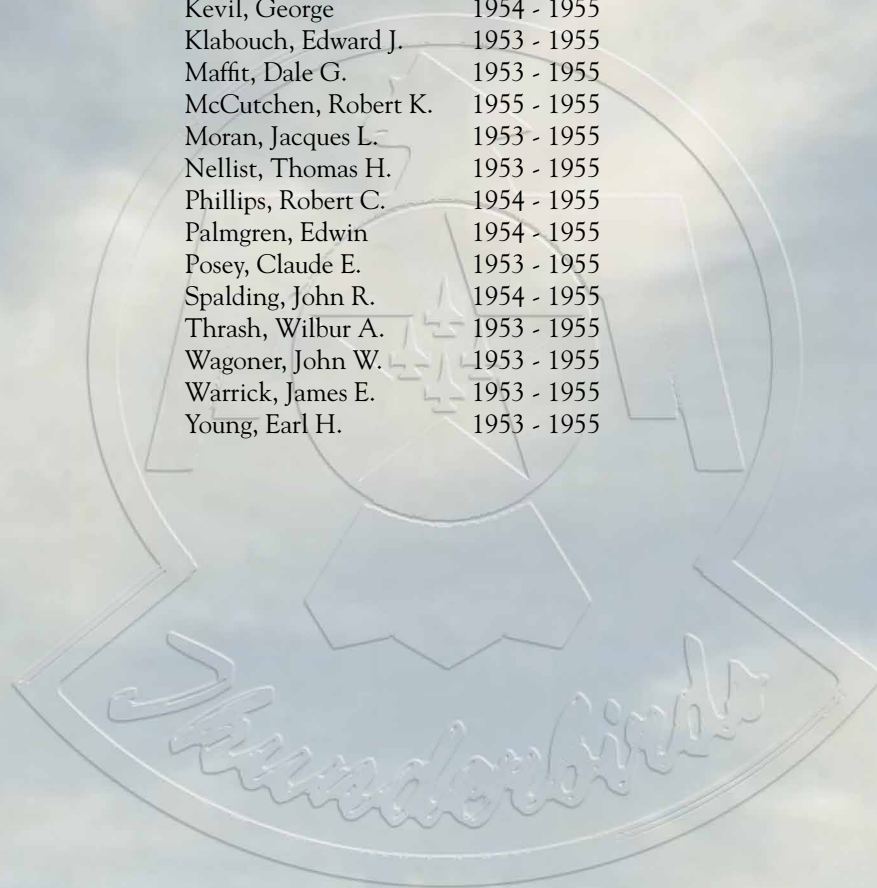 Kevil, George 1954 - 1955
Klabouch, Edward J. 1953 - 1955
Maffit, Dale G. 1953 - 1955
McCutchen, Robert K. 1955 - 1955
Moran, Jacques L. 1953 - 1955
Nellist, Thomas H. 1953 - 1955
Phillips, Robert C. 1954 - 1955
Palmgren, Edwin 1954 - 1955
Posey, Claude E. 1953 - 1955
Spalding, John R. 1954 - 1955
Thrash, Wilbur A. 1953 - 1955
Wagoner, John W. 1953 - 1955
Warrick, James E. 1953 - 1955
Young, Earl H. 1953 - 1955
Thunderbirds